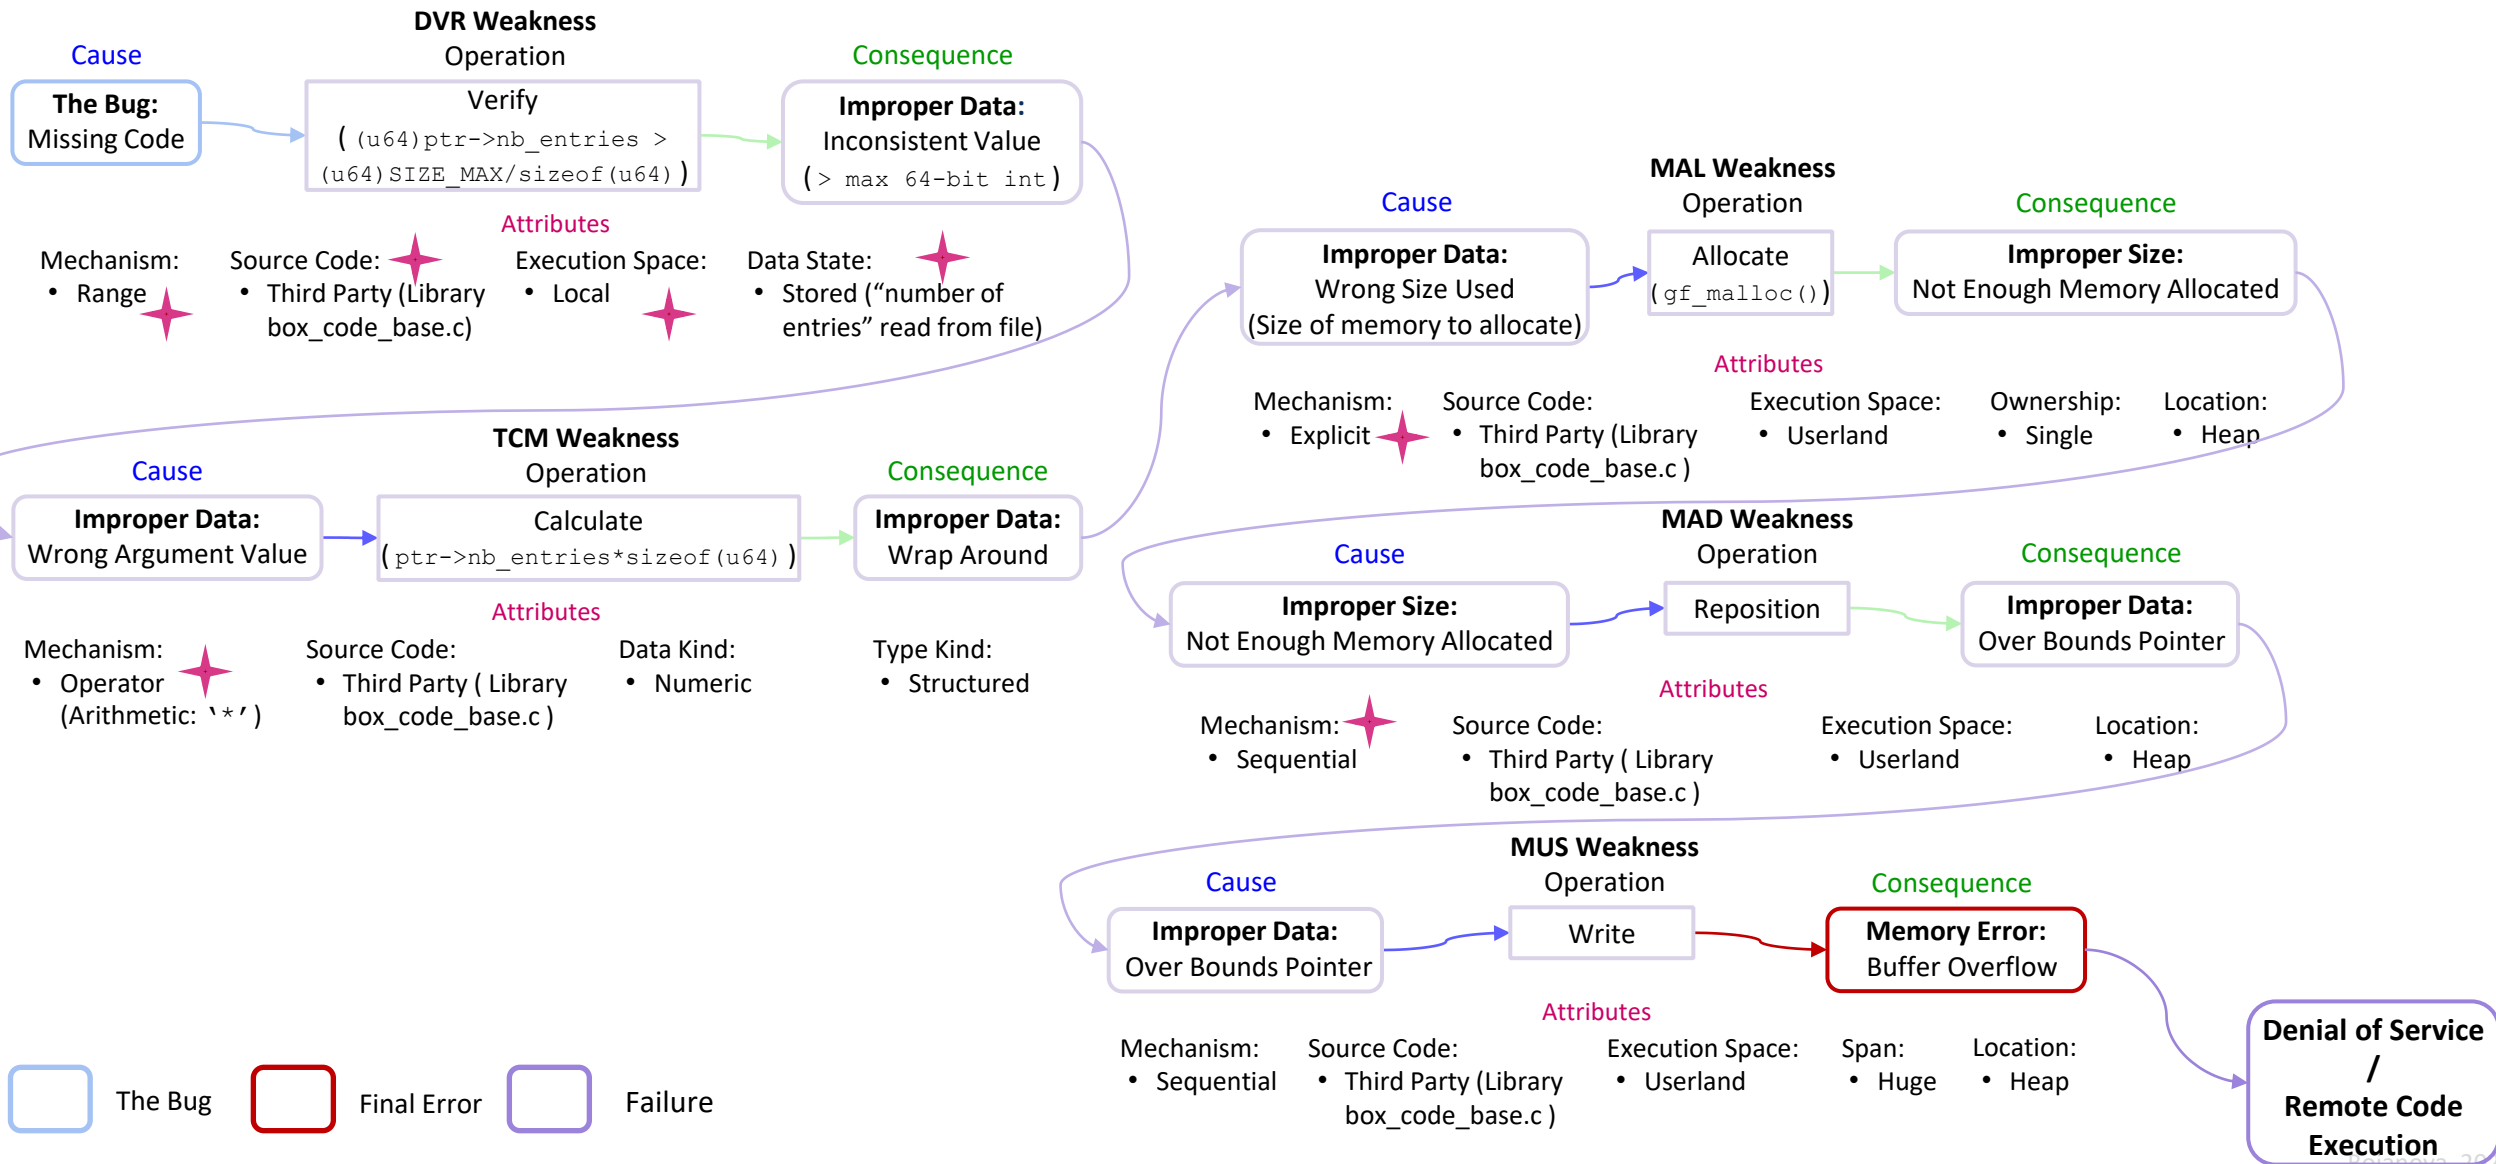 DVR Weakness
Cause
Operation
Consequence
The Bug:
Missing Code
Verify
( (u64)ptr->nb_entries >
(u64)SIZE_MAX/sizeof(u64) )
Improper Data:
Inconsistent Value
(> max 64-bit int)
Attributes
Mechanism:
• Range
Source Code:
• Third Party (Library
box_code_base.c)
Execution Space:
• Local
Data State:
• Stored (“number of
entries” read from file)
TCM Weakness
Cause
Operation
Consequence
Improper Data:
Wrong Argument Value
Calculate
( ptr->nb_entries*sizeof(u64) )
Improper Data:
Wrap Around
Attributes
Mechanism:
• Operator
(Arithmetic: ‘*’ )
Source Code:
• Third Party ( Library
box_code_base.c )
Data Kind:
• Numeric
Type Kind:
• Structured
MAL Weakness
Cause
Operation
Consequence
Improper Data:
Wrong Size Used
(Size of memory to allocate)
Allocate
(gf_malloc())
Improper Size:
Not Enough Memory Allocated
Attributes
Mechanism:
• Explicit
Source Code:
• Third Party (Library
box_code_base.c )
Execution Space:
• Userland
Ownership:
• Single
Location:
• Heap
MAD Weakness
Cause
Operation
Consequence
Improper Size:
Not Enough Memory Allocated
Reposition
Improper Data:
Over Bounds Pointer
Attributes
Mechanism:
• Sequential
Source Code:
• Third Party ( Library
box_code_base.c )
Execution Space:
• Userland
Location:
• Heap
MUS Weakness
Cause
Operation
Consequence
Improper Data:
Over Bounds Pointer
Write
Memory Error:
Buffer Overflow
Attributes
Mechanism:
• Sequential
Source Code:
• Third Party (Library
box_code_base.c )
Execution Space:
• Userland
Span:
• Huge
Location:
• Heap
Denial of Service
/
Remote Code
Execution
The Bug
Final Error
Failure